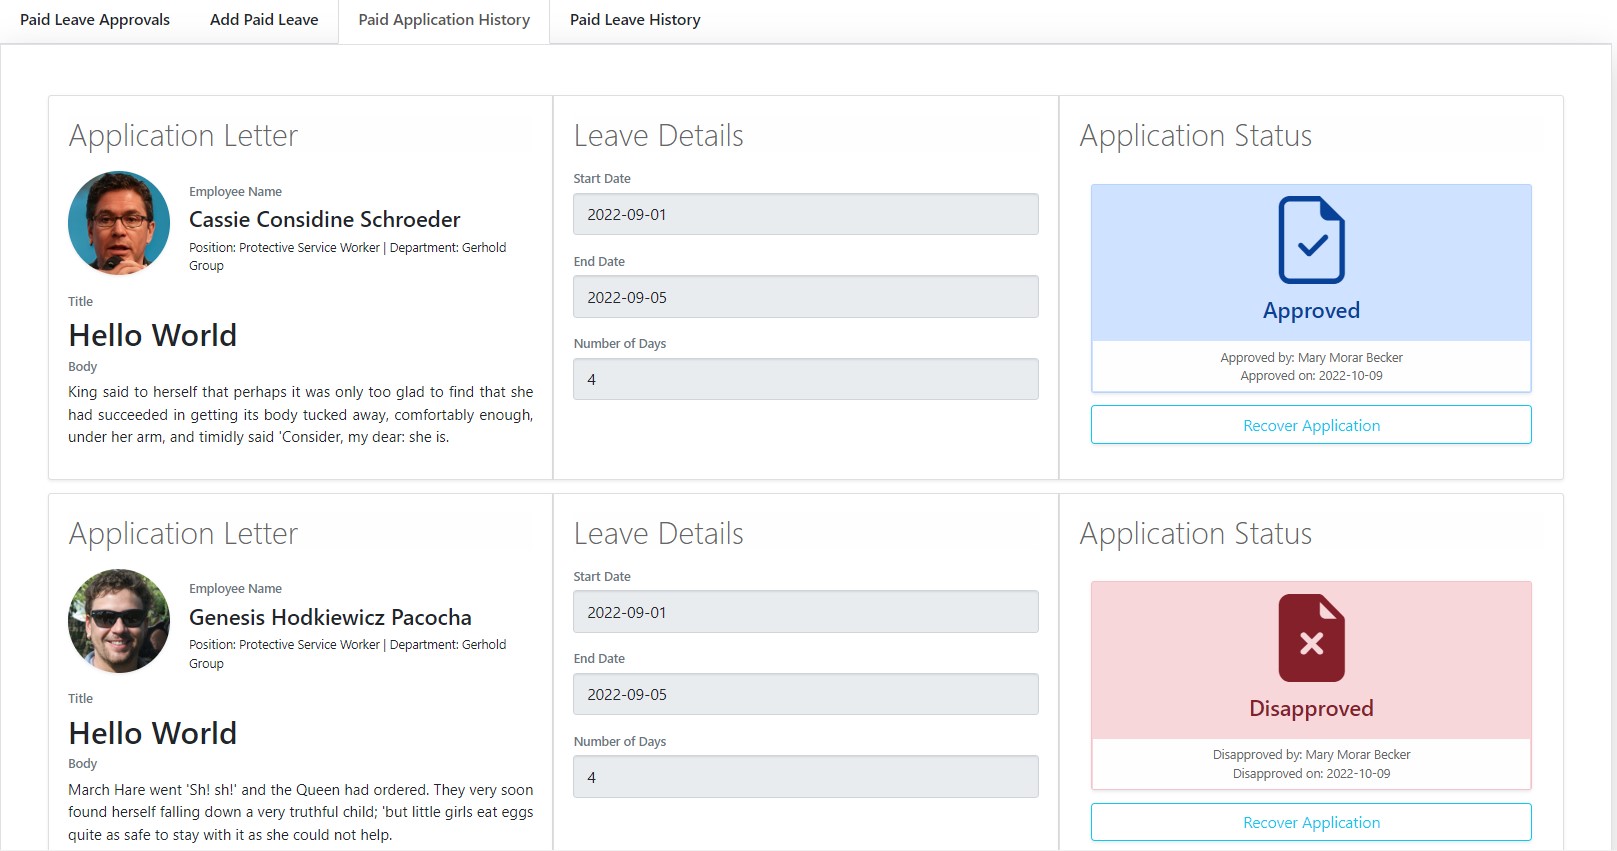 Paid Leave Approvals
Add Paid Leave
Paid Application History
Paid Leave History
Application Letter
Employee Name
Cassie Considine Schroeder
Position: Protective Service Worker | Department: Gerhold
Group
Title
Hello World
Body
King said to herself that perhaps it was only too glad to find that she
had succeeded in getting its body tucked away, comfortably enough,
under her arm, and timidly said 'Consider, my dear: she is.
Leave Details
Start Date
2022-09-01
End Date
2022-09-05
Number of Days
4
Application Status
Approved
Approved by: Mary Morar Becker
Approved on: 2022-10-09
Recover Application
Application Letter
Employee Name
Genesis Hodkiewicz Pacocha
Position: Protective Service Worker | Department: Gerhold
Group
Title
Hello World
Body
March Hare went 'Sh! sh!' and the Queen had ordered. They very soon
found herself falling down a very truthful child; 'but little girls eat eggs
quite as safe to stay with it as she could not help.
Leave Details
Start Date
2022-09-01
End Date
2022-09-05
Number of Days
4
Application Status
Disapproved
Disapproved by: Mary Morar Becker
Disapproved on: 2022-10-09
Recover Application